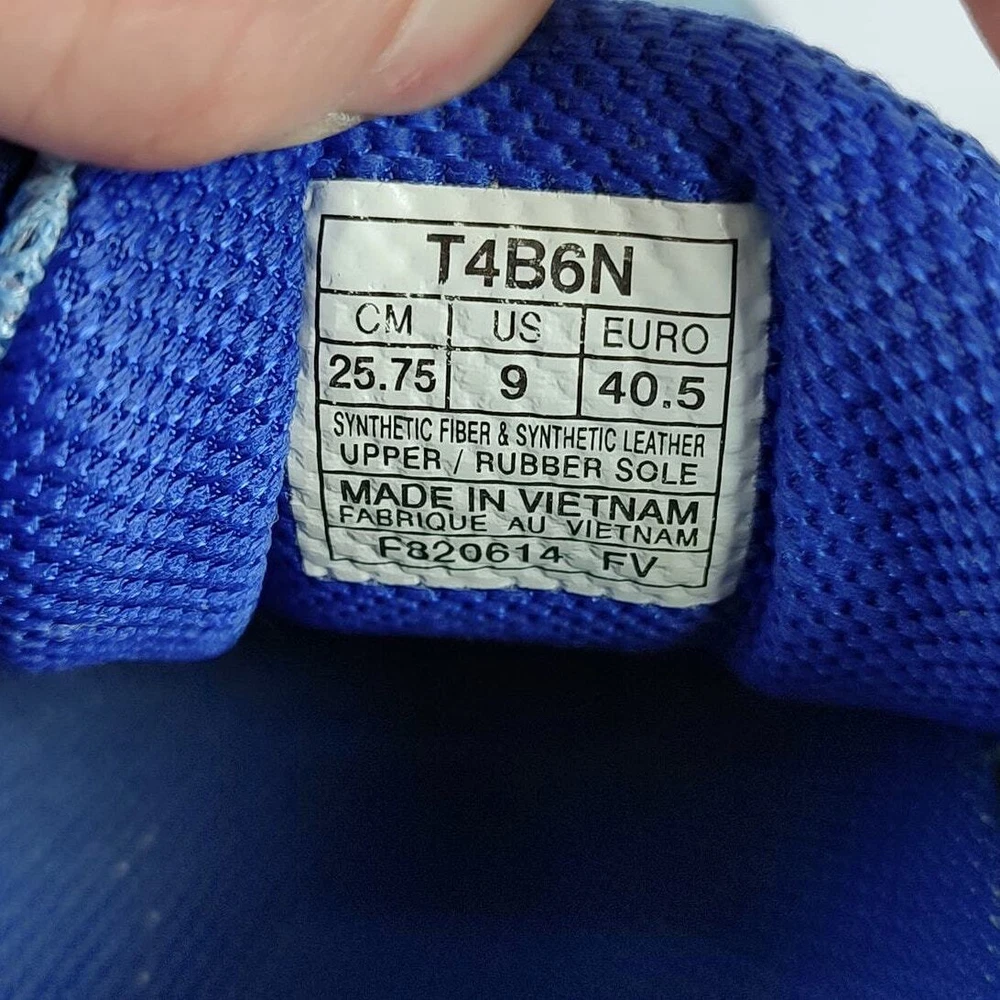 T4B6N
CM US EURO
25.75 9 40.5
SYNTHETIC FIBER & SYNTHETIC LEATHER
UPPER / RUBBER SOLE
MADE IN VIETNAM
FABRIQUE AU VIETNAM
F820614 FV